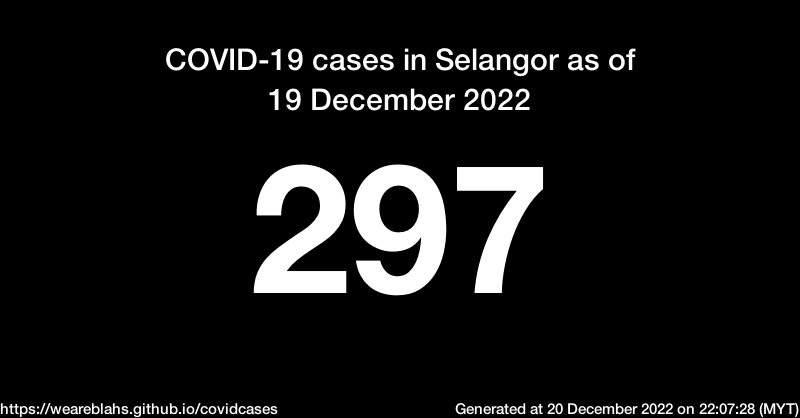 COVID-19 cases in Selangor as of
19 December 2022
297
https://weareblahs.github.io/covidcases
Generated at 20 December 2022 on 22:07:28 (MYT)